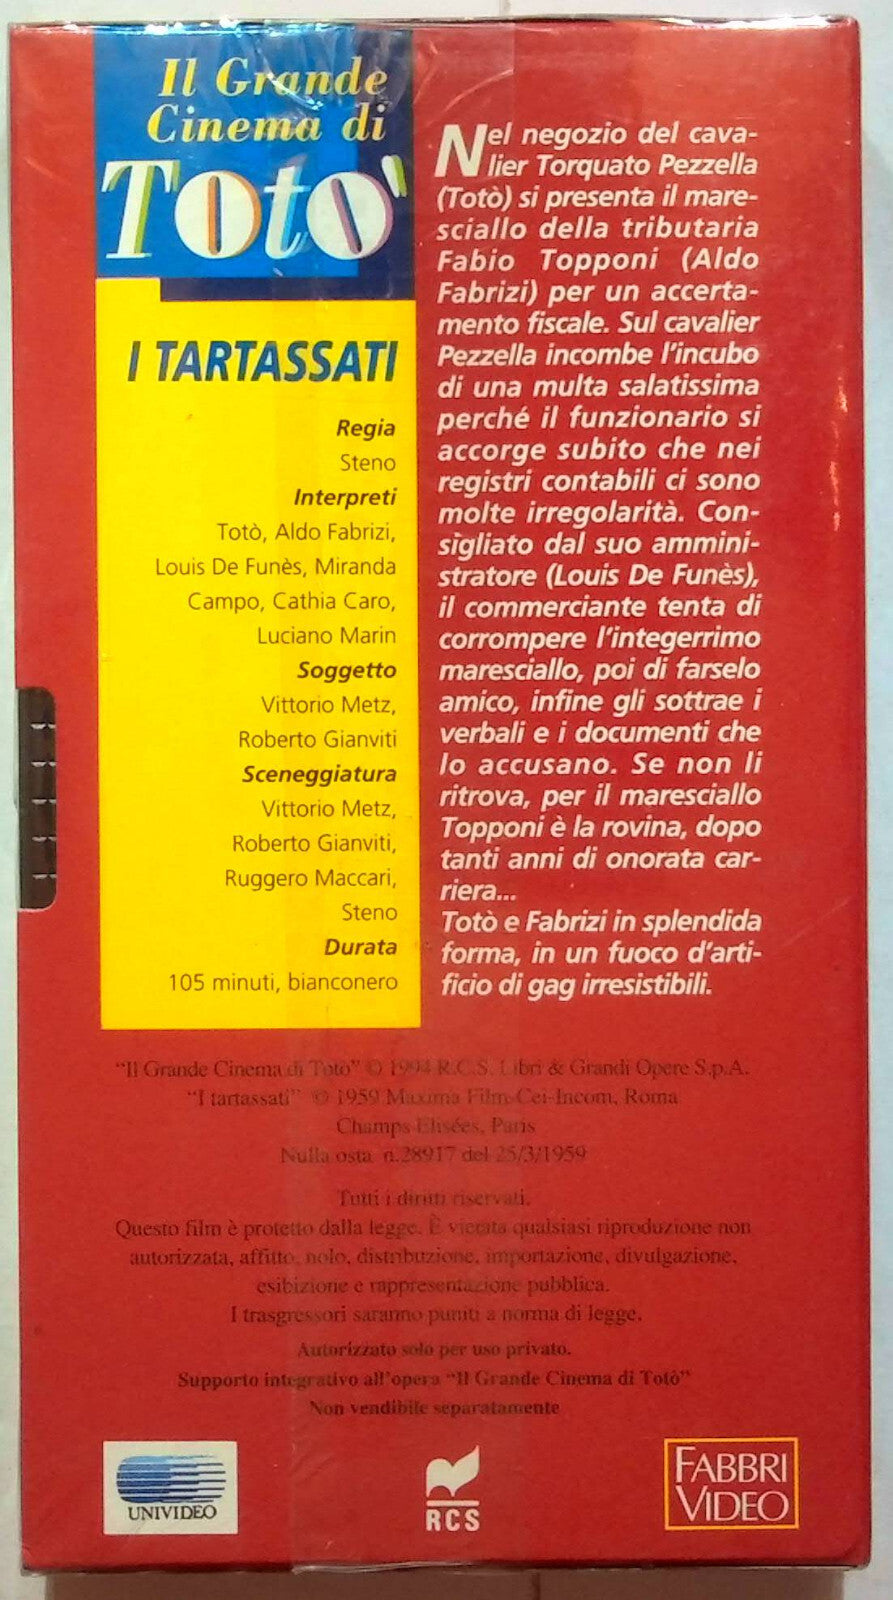 Il Grande
Cinema di
Totò
I TARTASSATI
Regia
Steno
Interpreti
Totò, Aldo Fabrizi,
Louis De Funès, Miranda
Campo, Cathia Caro,
Luciano Marin
Soggetto
Vittorio Metz,
Roberto Gianviti
Sceneggiatura
Vittorio Metz,
Roberto Gianviti,
Ruggero Maccari,
Steno
Durata
105 minuti, bianconero
Nel negozio del cava-
lier Torquato Pezzella
(Totò) si presenta il mare-
sciallo della tributaria
Fabio Topponi (Aldo
Fabrizi) per un accerta-
mento fiscale. Sul cavalier
Pezzella incombe l'incubo
di una multa salatissima
perché il funzionario si
accorge subito che nei
registri contabili ci sono
molte irregolarità. Con-
sigliato dal suo ammini-
stratore (Louis De Funès),
il commerciante tenta di
corrompere l'integerrimo
maresciallo, poi di farselo
amico, infine gli sottrae i
verbali e i documenti che
lo accusano. Se non li
ritrova, per il maresciallo
Topponi è la rovina, dopo
tanti anni di onorata car-
riera...
Totò e Fabrizi in splendida
forma, in un fuoco d'arti-
ficio di gag irresistibili.
"Il Grande Cinema di Totò" © 1994 R.C.S. Libri & Grandi Opere S.p.A.
"I tartassati" © 1959 Maxima Film-Cei-Incom, Roma
Champs Elisées, Paris
Nulla osta n.28917 del 25/3/1959
Tutti i diritti riservati.
Questo film è protetto dalla legge. È vietata qualsiasi riproduzione non
autorizzata, affitto, nolo, distribuzione, importazione, divulgazione,
esibizione e rappresentazione pubblica.
I trasgressori saranno puniti a norma di legge.
Autorizzato solo per uso privato.
Supporto integrativo all'opera "Il Grande Cinema di Totò"
Non vendibile separatamente
UNIVIDEO
RCS
FABBRI
VIDEO